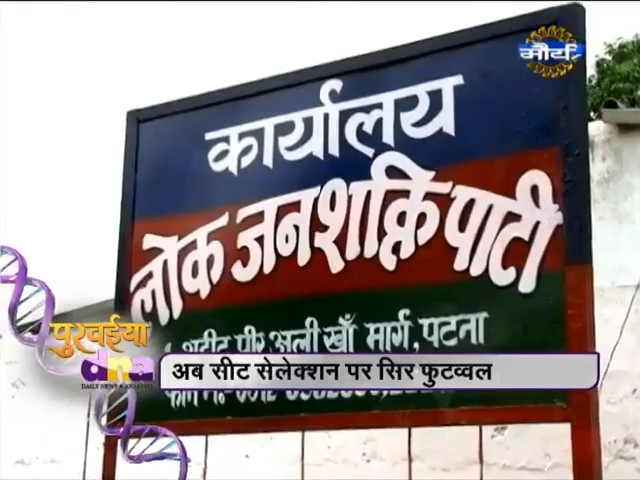 मौर्य
कार्यालय
लोक जनशक्ति पार्टी
शहीद पीर अली खाँ मार्ग, पटना
पुरवईया
dna
DAILY NEWS & ANALYSIS
अब सीट सेलेक्शन पर सिर फुटव्वल